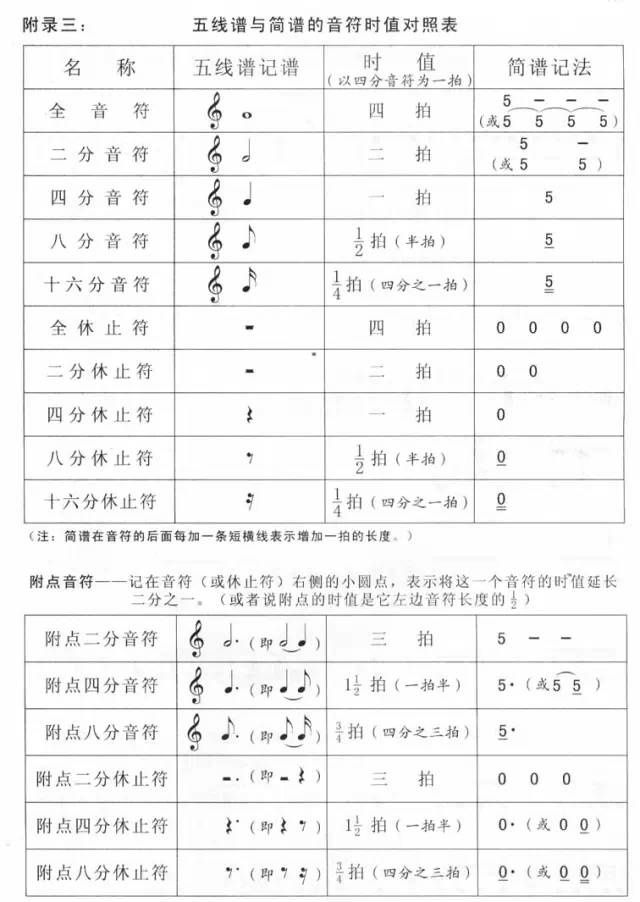 附录三： 五线谱与简谱的音符时值对照表
名 称 五线谱记谱 时 值 简谱记法
（以四分音符为一拍）
全 音 符 四 拍 5 – – –
（或5 5 5 5）
二 分 音 符 二 拍 5 –
（或5 5）
四 分 音 符 一 拍 5
八 分 音 符 1/2拍（半拍） 5
十六分音符 1/4拍（四分之一拍） 5
全 休 止 符 四 拍 0 0 0 0
二分休止符 二 拍 0 0
四分休止符 一 拍 0
八分休止符 1/2拍（半拍） 0
十六分休止符 1/4拍（四分之一拍） 0
（注：简谱在音符的后面每加一条短横线表示增加一拍的长度。）
附点音符——记在音符（或休止符）右侧的小圆点，表示将这一个音符的时值延长
二分之一。（或者说附点的时值是它左边音符长度的1/2）
附点二分音符 （即 ） 三 拍 5 – –
附点四分音符 （即 ） 1 1/2 拍（一拍半） 5·（或5 5）
附点八分音符 （即 ） 3/4拍（四分之三拍） 5·
附点二分休止符 （即 ） 三 拍 0 0 0
附点四分休止符 （即 ） 1 1/2 拍（一拍半） 0·（或 0 0）
附点八分休止符 （即 ） 3/4拍（四分之三拍） 0·（或 0 0）